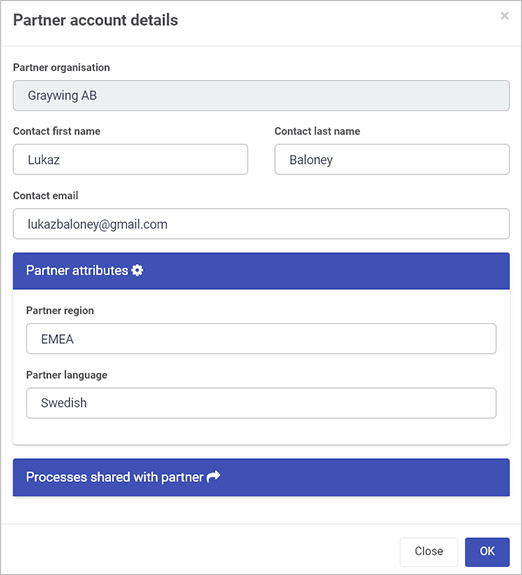 Partner account details ×
Partner organisation
Graywing AB
Contact first name Contact last name
Lukaz Baloney
Contact email
lukazbaloney@gmail.com
Partner attributes
Partner region
EMEA
Partner language
Swedish
Processes shared with partner
Close OK